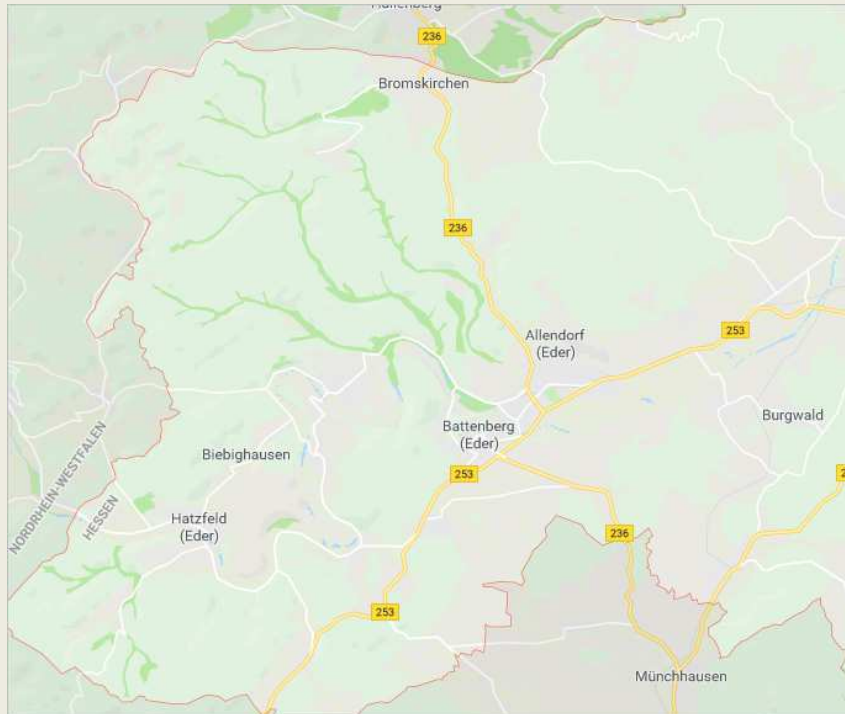 236
Bromskirchen
236
Allendorf
(Eder)
253
Battenberg
(Eder)
Burgwald
Biebighausen
253
NORDRHEIN-WESTFALEN
HESSEN
Hatzfeld
(Eder)
236
253
Münchhausen